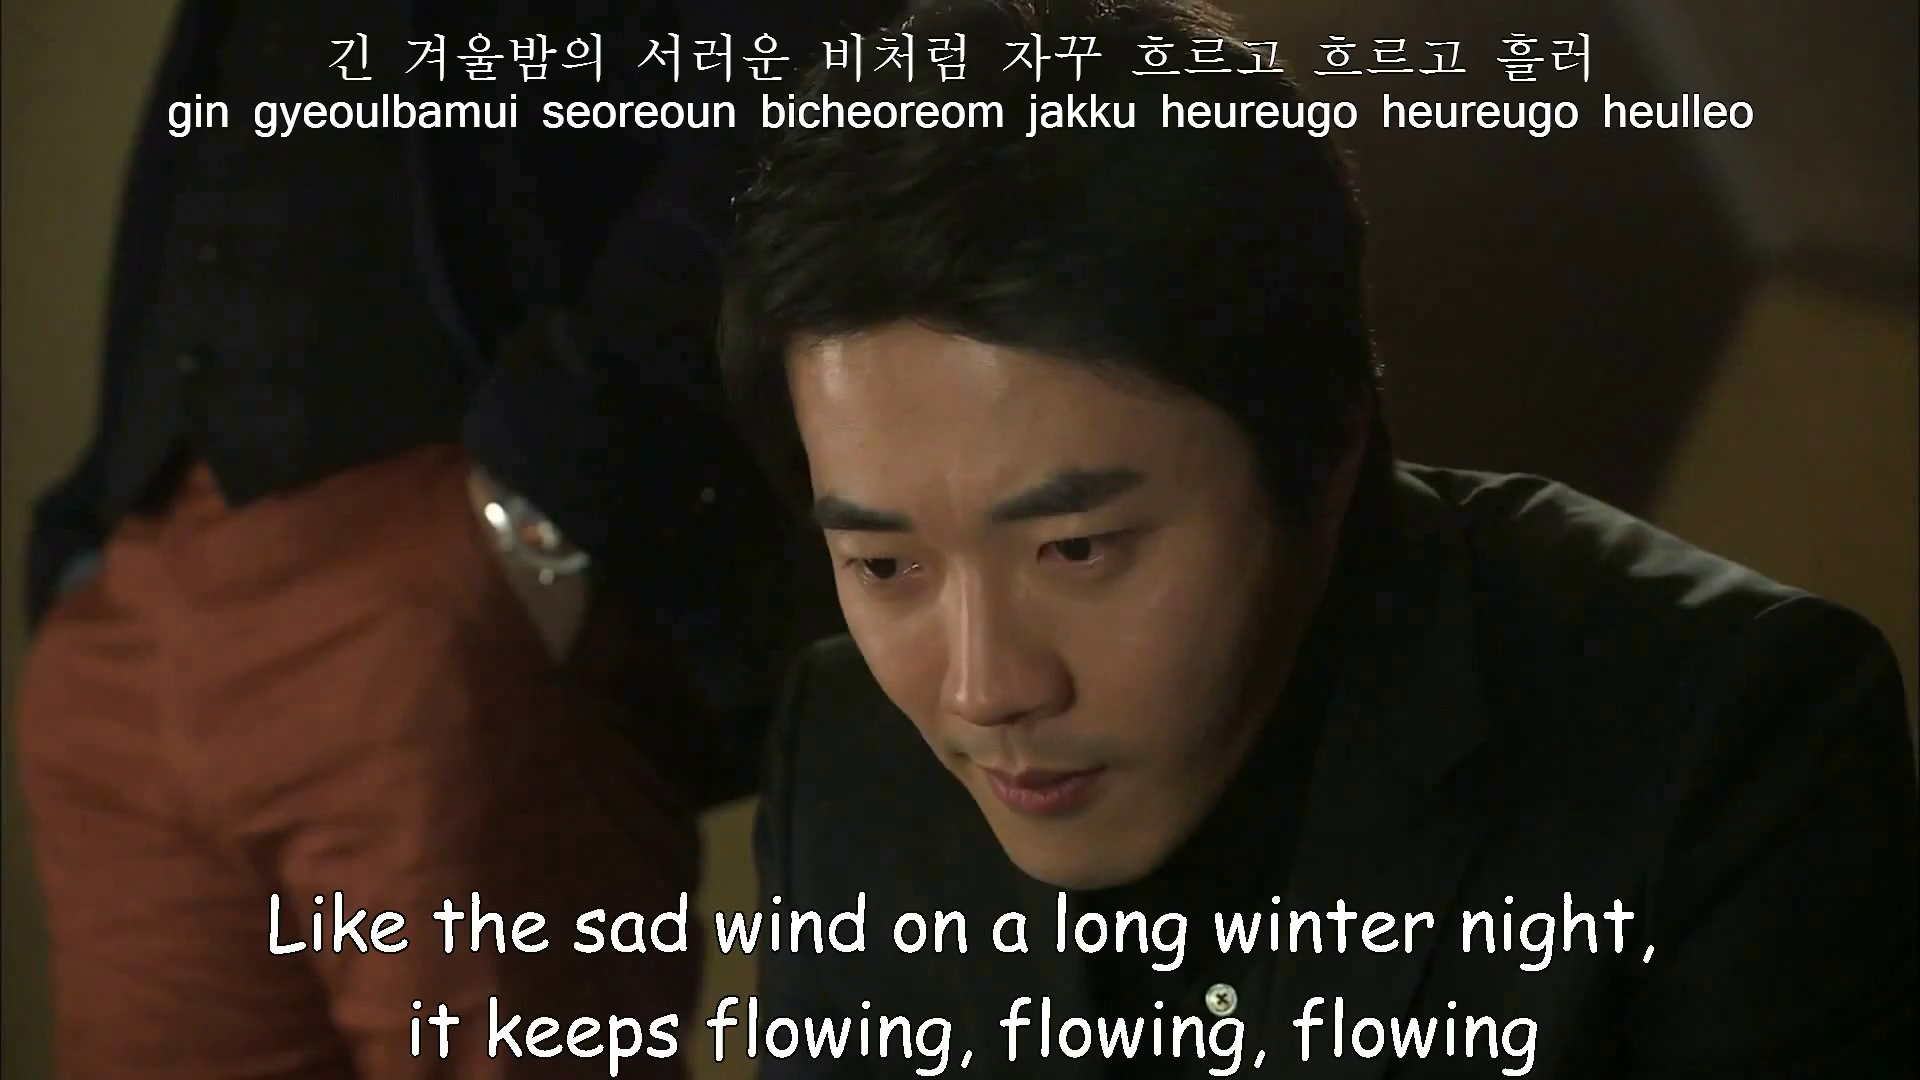 긴 겨울밤의 서러운 비처럼 자꾸 흐르고 흐르고 흘러
gin gyeoulbamui seoreoun bicheoreom jakku heureugo heureugo heulleo
Like the sad wind on a long winter night,
it keeps flowing, flowing, flowing